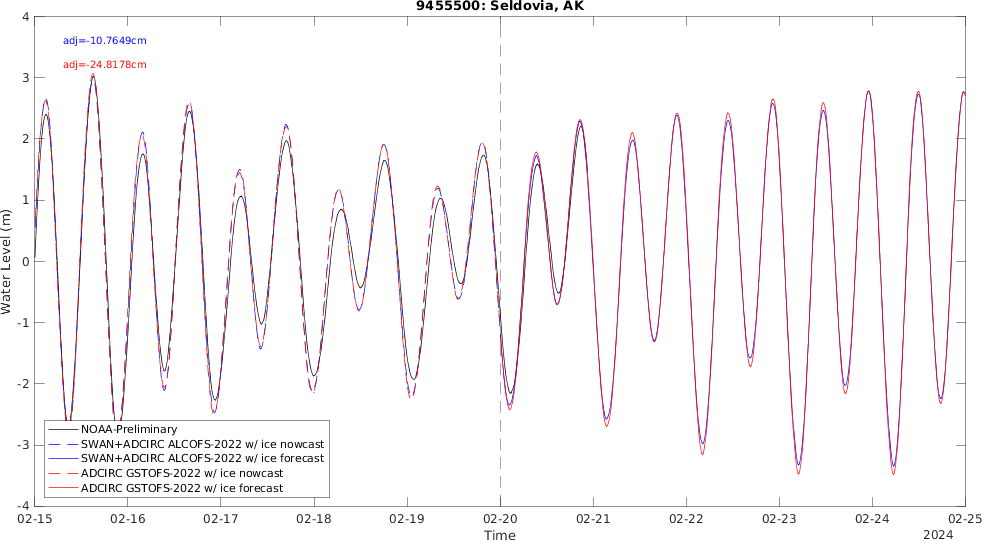 9455500: Seldovia, AK
adj=-10.7649cm
adj=-24.8178cm
Water Level (m)
4
3
2
1
0
-1
-2
-3
-4
NOAA-Preliminary
SWAN+ADCIRC ALCOFS-2022 w/ ice nowcast
SWAN+ADCIRC ALCOFS-2022 w/ ice forecast
ADCIRC GSTOFS-2022 w/ ice nowcast
ADCIRC GSTOFS-2022 w/ ice forecast
02-15 02-16 02-17 02-18 02-19 02-20 02-21 02-22 02-23 02-24 02-25
Time
2024